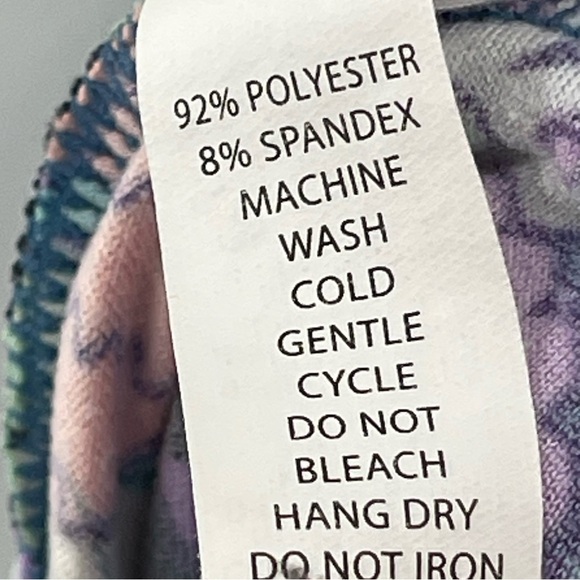 92% POLYESTER
8% SPANDEX
MACHINE
WASH
COLD
GENTLE
CYCLE
DO NOT
BLEACH
HANG DRY
DO NOT IRON